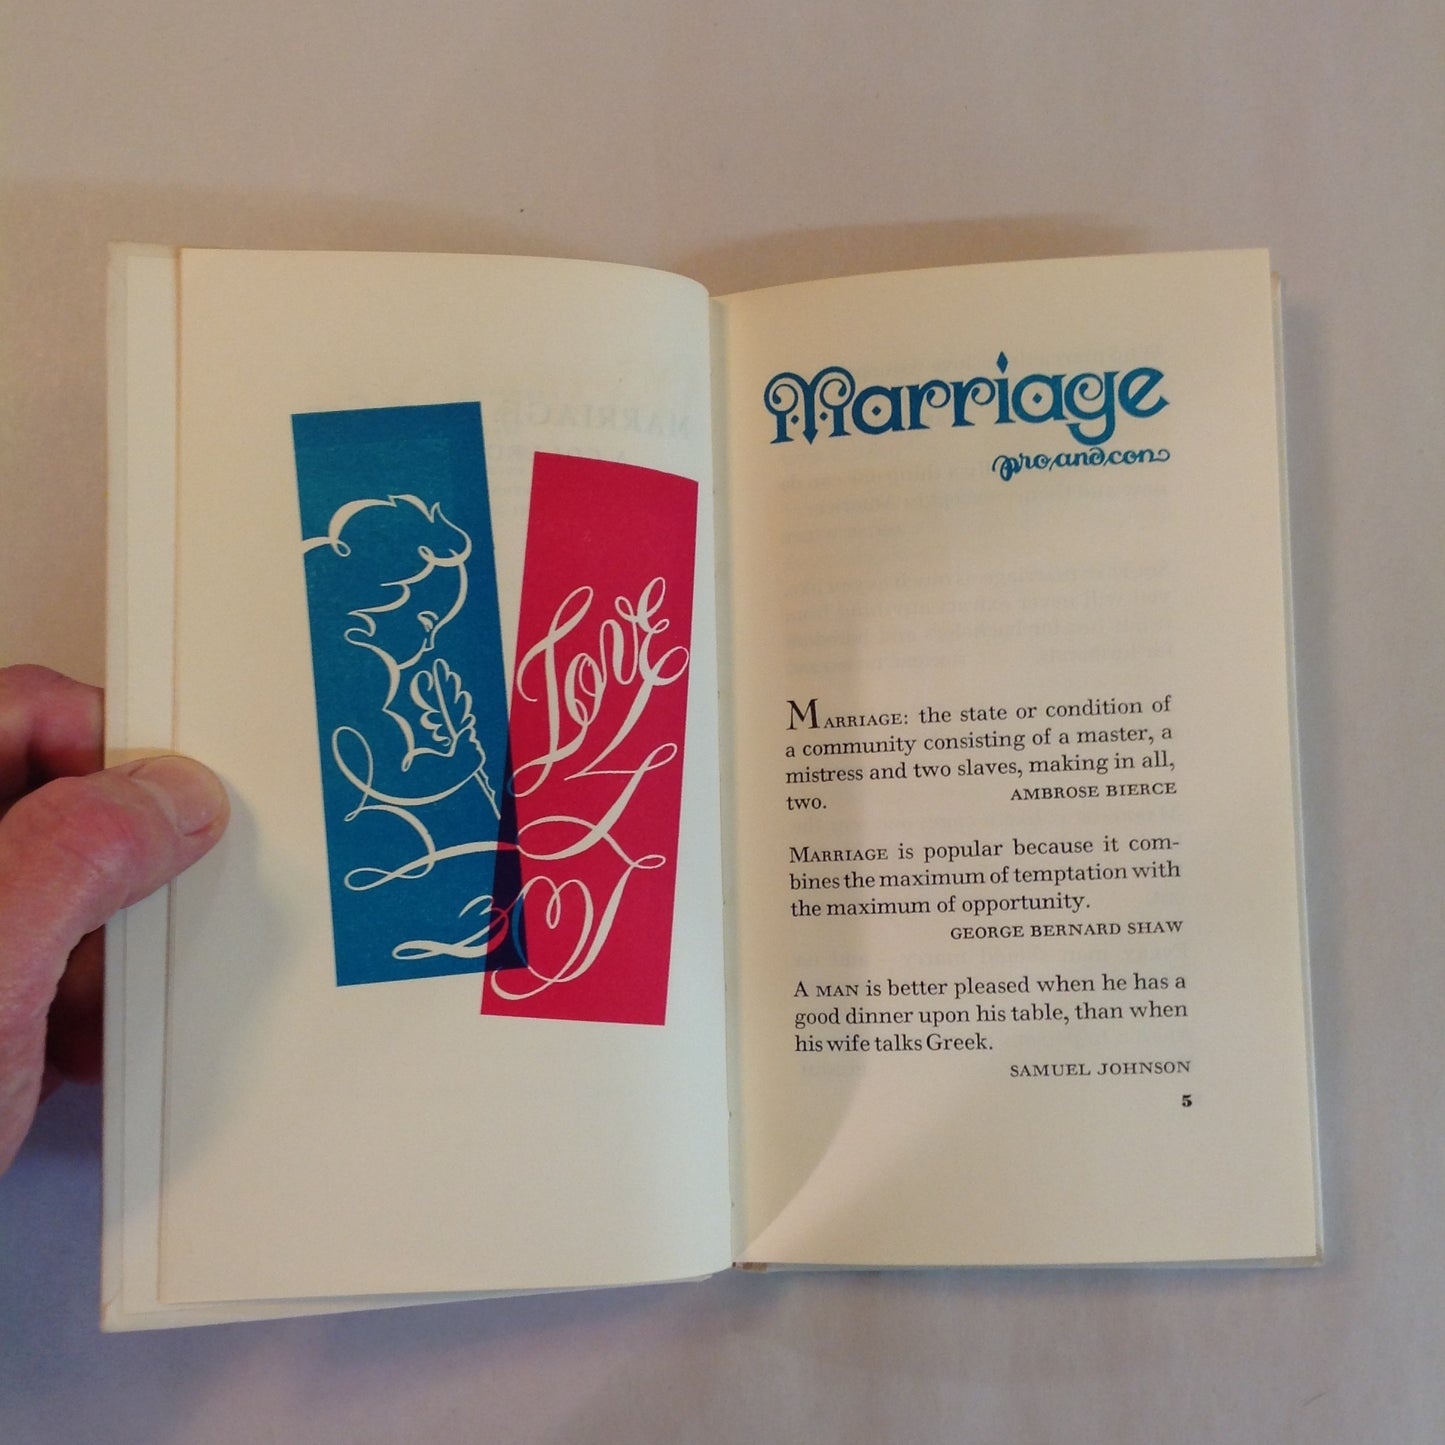 Love
Marriage
pro and con
MARRIAGE: the state or condition of
a community consisting of a master, a
mistress and two slaves, making in all,
two. AMBROSE BIERCE
MARRIAGE is popular because it com-
bines the maximum of temptation with
the maximum of opportunity.
GEORGE BERNARD SHAW
A MAN is better pleased when he has a
good dinner upon his table, than when
his wife talks Greek.
SAMUEL JOHNSON
5